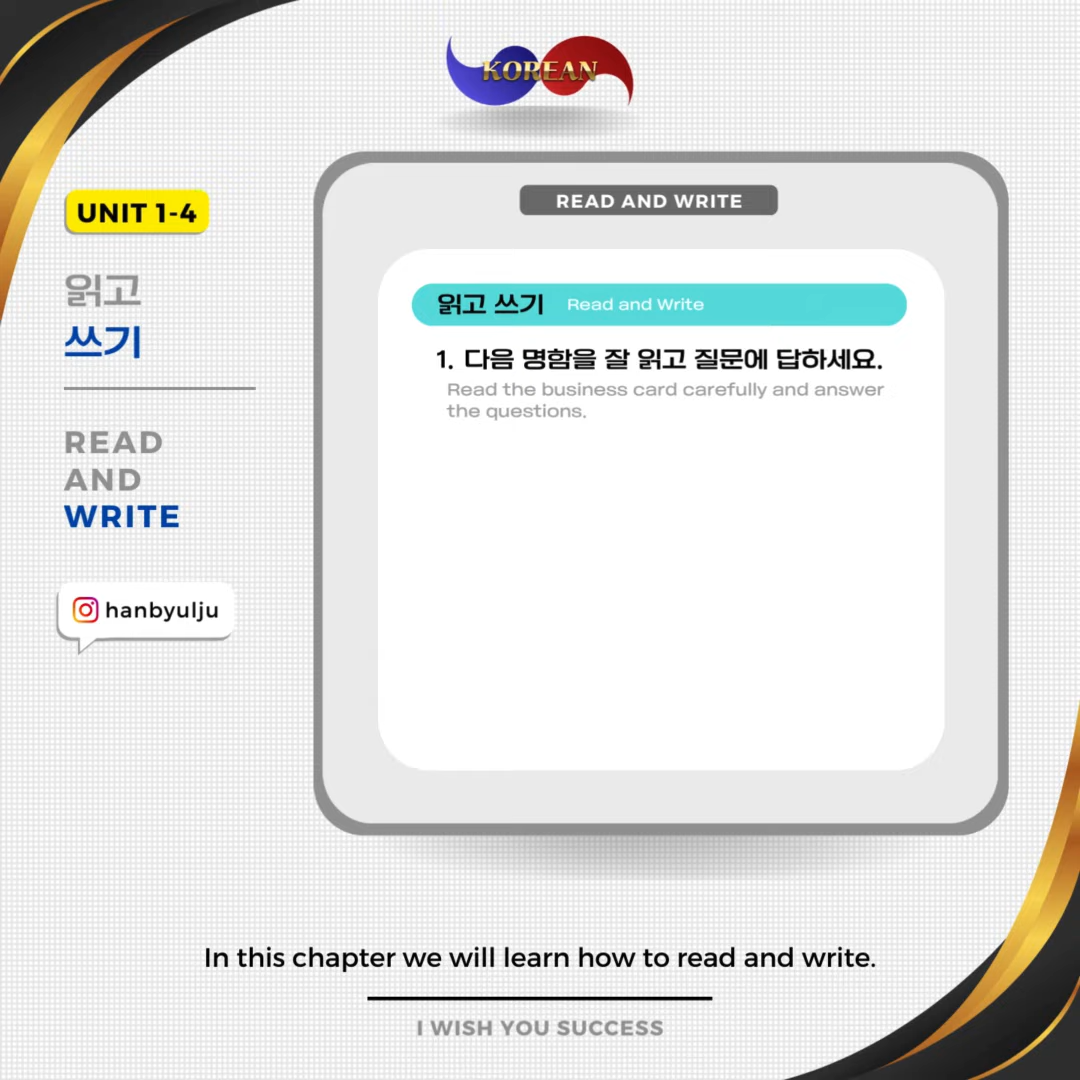 KOREAN
UNIT 1-4
읽고
쓰기
READ
AND
WRITE
hanbyulju
READ AND WRITE
읽고 쓰기 Read and Write
1. 다음 명함을 잘 읽고 질문에 답하세요.
Read the business card carefully and answer
the questions.
In this chapter we will learn how to read and write.
I WISH YOU SUCCESS